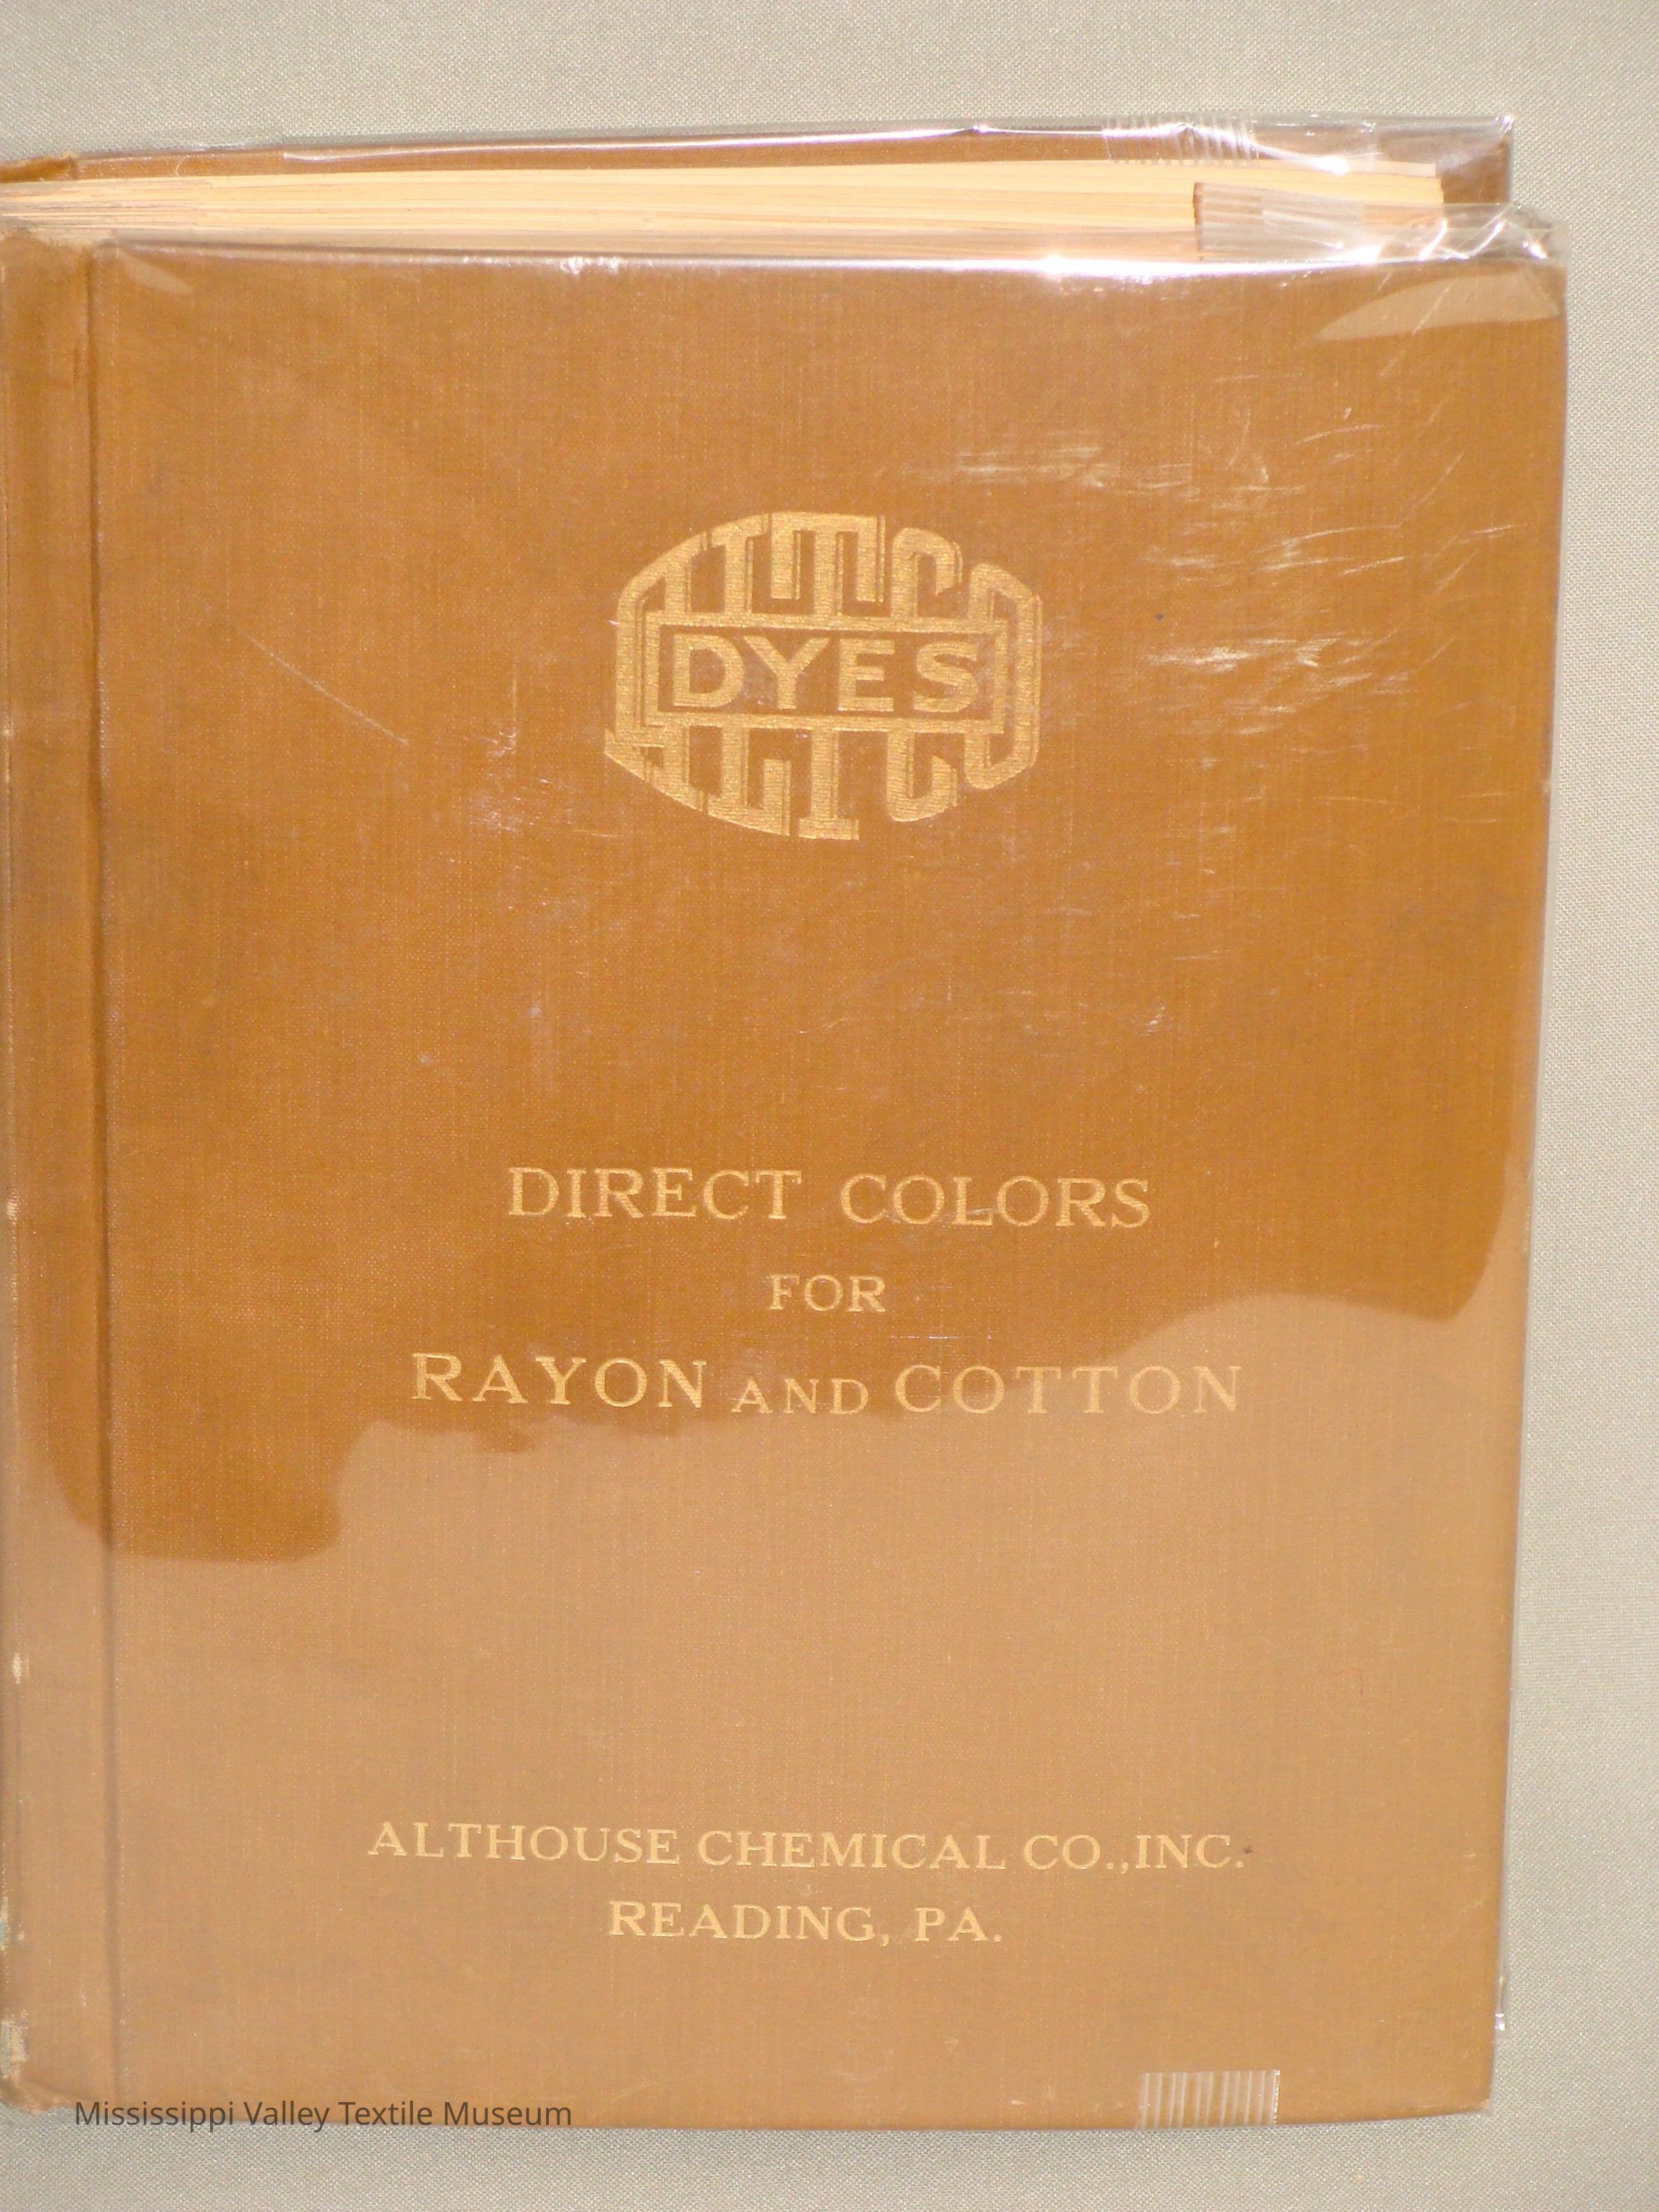 ALTCO
DYES
DIRECT COLORS
FOR
RAYON AND COTTON
ALTHOUSE CHEMICAL CO., INC.
READING, PA.
Mississippi Valley Textile Museum